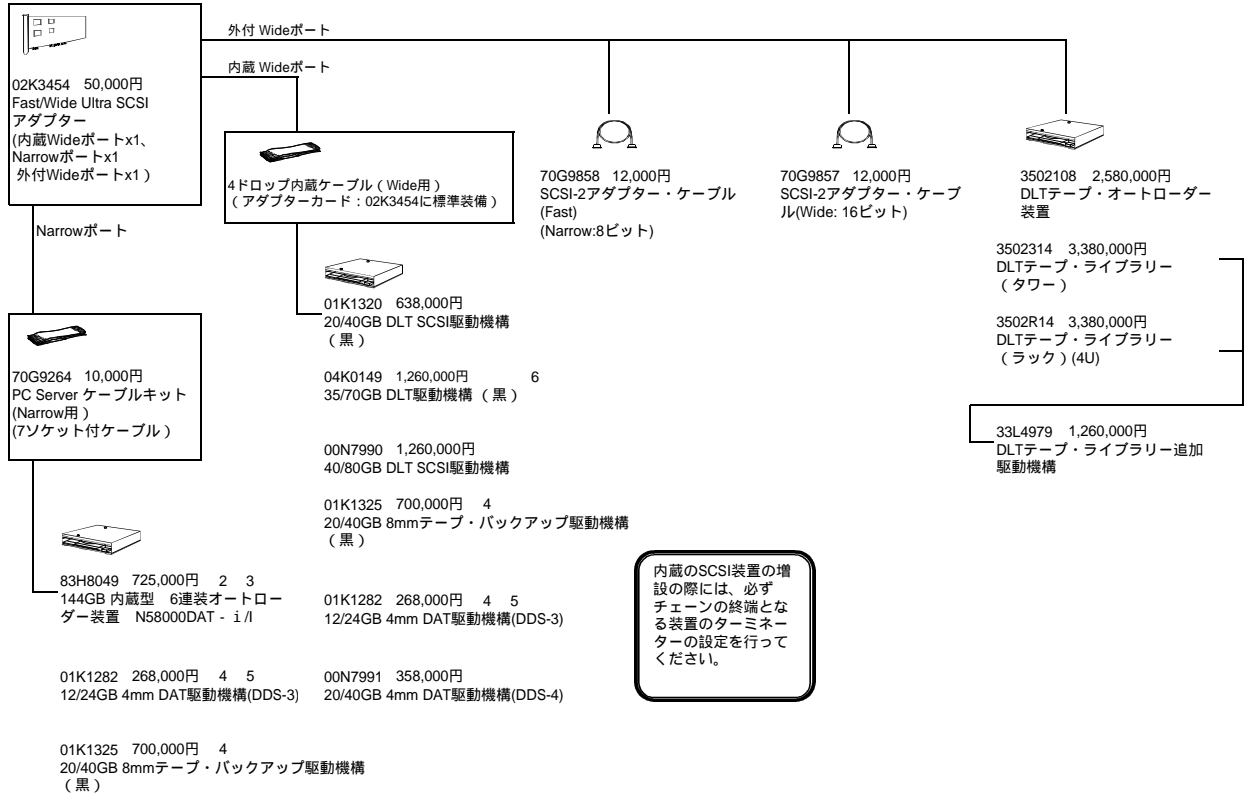 外付 Wideポート
内蔵 Wideポート
02K3454 50,000円
Fast/Wide Ultra SCSI
アダプター
(内蔵Wideポートx1、
Narrowポートx1
外付Wideポートx1 )
4ドロップ内蔵ケーブル ( Wide用 )
( アダプターカード : 02K3454に標準装備 )
70G9858 12,000円
SCSI-2アダプター・ケーブル
(Fast)
(Narrow:8ビット)
70G9857 12,000円
SCSI-2アダプター・ケーブ
ル(Wide: 16ビット)
3502108 2,580,000円
DLTテープ・オートローダー
装置
3502314 3,380,000円
DLTテープ・ライブラリー
( タワー )
3502R14 3,380,000円
DLTテープ・ライブラリー
( ラック ) (4U)
33L4979 1,260,000円
DLTテープ・ライブラリー追加
駆動機構
Narrowポート
70G9264 10,000円
PC Server ケーブルキット
(Narrow用 )
(7ソケット付ケーブル )
01K1320 638,000円
20/40GB DLT SCSI駆動機構
( 黒 )
04K0149 1,260,000円 6
35/70GB DLT駆動機構 ( 黒 )
00N7990 1,260,000円
40/80GB DLT SCSI駆動機構
01K1325 700,000円 4
20/40GB 8mmテープ・バックアップ駆動機構
( 黒 )
01K1282 268,000円 4 5
12/24GB 4mm DAT駆動機構(DDS-3)
00N7991 358,000円
20/40GB 4mm DAT駆動機構(DDS-4)
83H8049 725,000円 2 3
144GB 内蔵型 6連装オートロー
ダー装置 N58000DAT - i /l
01K1282 268,000円 4 5
12/24GB 4mm DAT駆動機構(DDS-3)
01K1325 700,000円 4
20/40GB 8mmテープ・バックアップ駆動機構
( 黒 )
内蔵のSCSI装置の増
設の際には、必ず
チェーンの終端とな
る装置のターミネー
ターの設定を行って
ください。